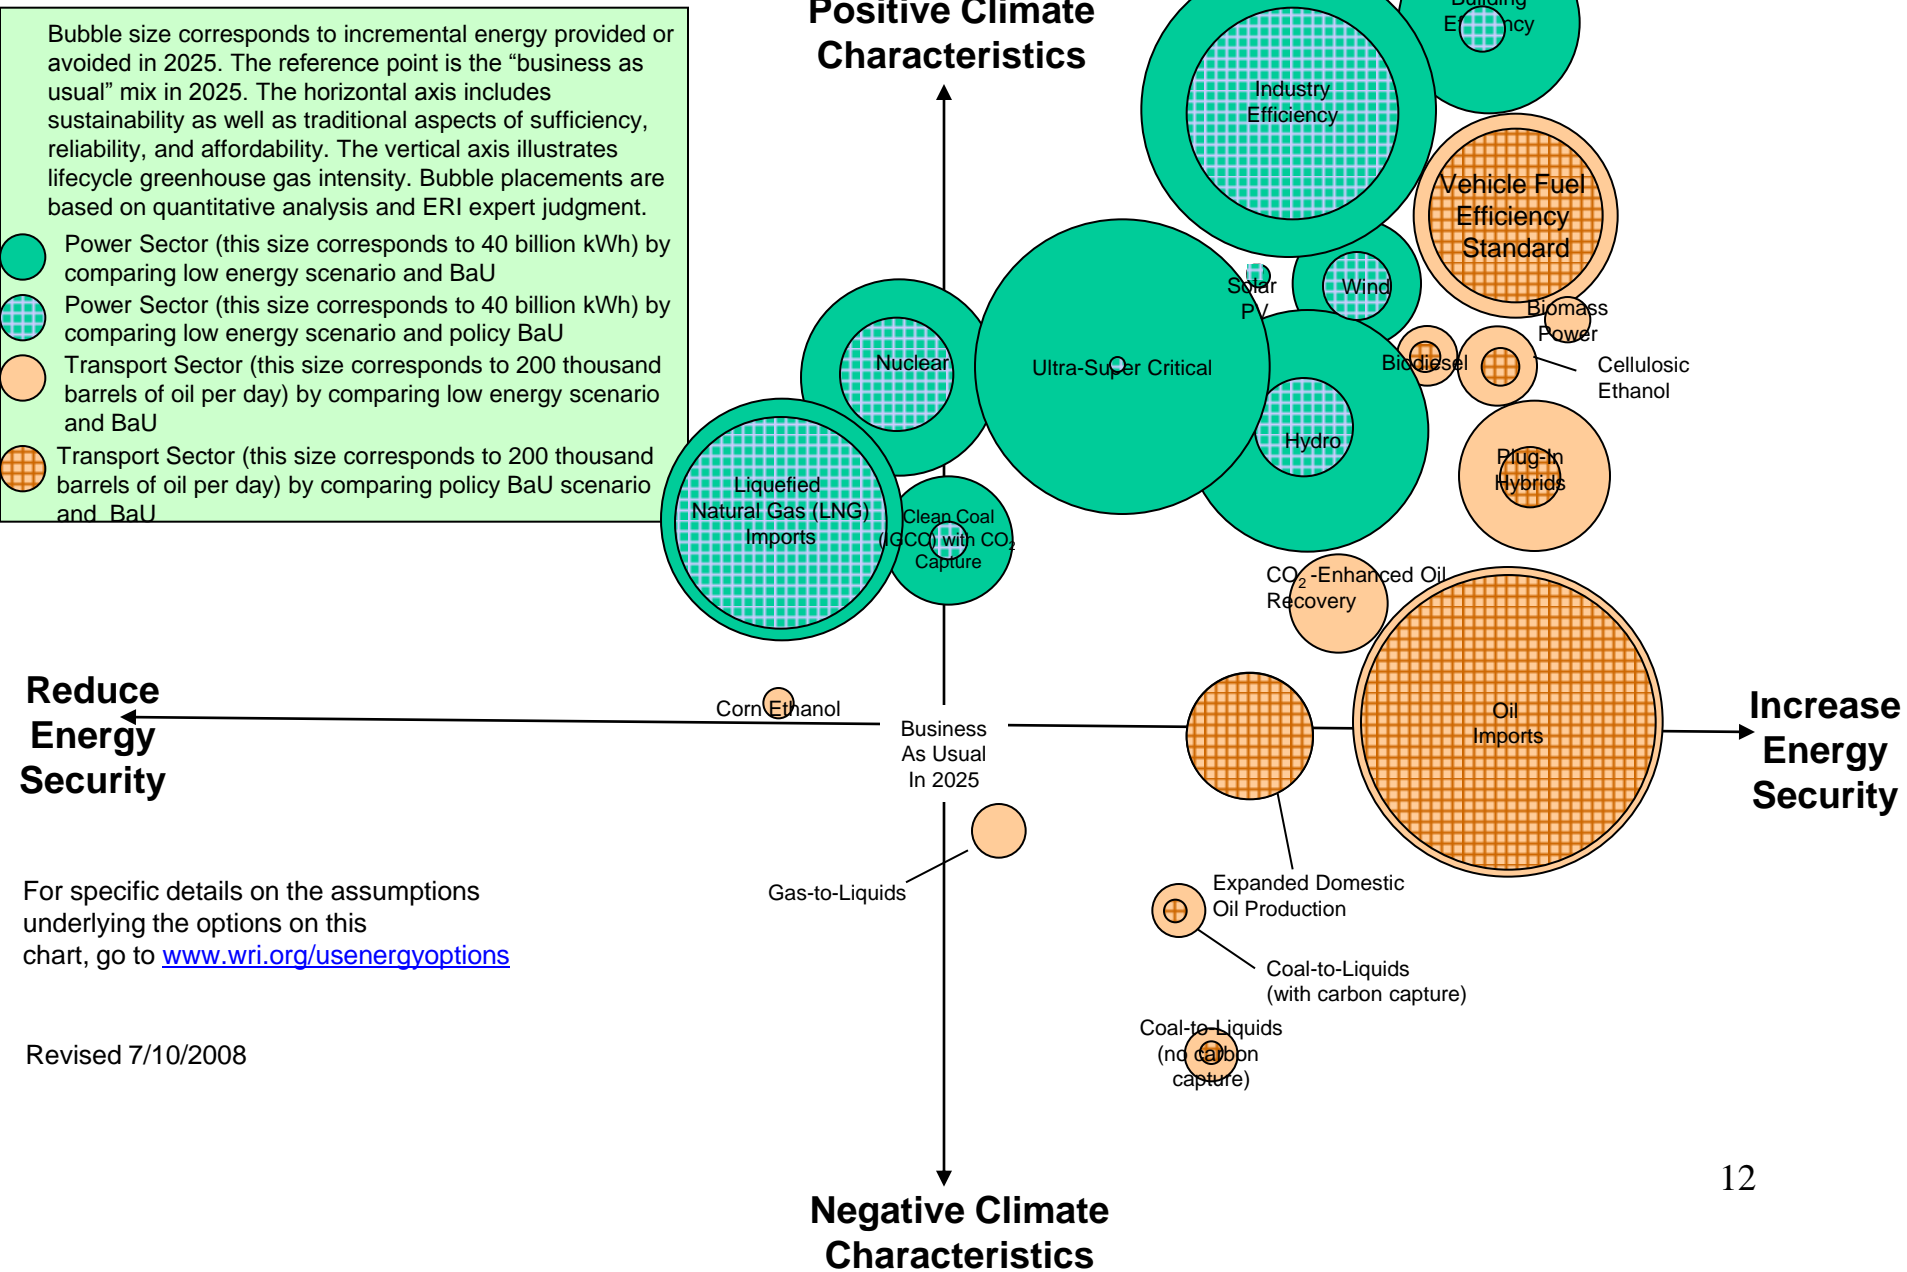 Positive Climate
Characteristics
Bubble size corresponds to incremental energy provided or
avoided in 2025. The reference point is the “business as
usual” mix in 2025. The horizontal axis includes
sustainability as well as traditional aspects of sufficiency,
reliability, and affordability. The vertical axis illustrates
lifecycle greenhouse gas intensity. Bubble placements are
based on quantitative analysis and ERI expert judgment.
Power Sector (this size corresponds to 40 billion kWh) by
comparing low energy scenario and BaU
Power Sector (this size corresponds to 40 billion kWh) by
comparing low energy scenario and policy BaU
Transport Sector (this size corresponds to 200 thousand
barrels of oil per day) by comparing low energy scenario
and BaU
Transport Sector (this size corresponds to 200 thousand
barrels of oil per day) by comparing policy BaU scenario
and BaU
Building
Efficiency
Industry
Efficiency
Vehicle Fuel
Efficiency
Standard
Solar
PV
Wind
Biomass
Power
Nuclear
Ultra-Super Critical
Biodiesel
Cellulosic
Ethanol
Hydro
Plug-In
Hybrids
Liquefied
Natural Gas (LNG)
Imports
Clean Coal
(IGCC) with CO2
Capture
CO2 -Enhanced Oil
Recovery
Reduce
Energy
Security
Corn Ethanol
Business
As Usual
In 2025
Oil
Imports
Increase
Energy
Security
Gas-to-Liquids
Expanded Domestic
Oil Production
Coal-to-Liquids
(with carbon capture)
Coal-to-Liquids
(no carbon
capture)
For specific details on the assumptions
underlying the options on this
chart, go to www.wri.org/usenergyoptions
Revised 7/10/2008
Negative Climate
Characteristics
12